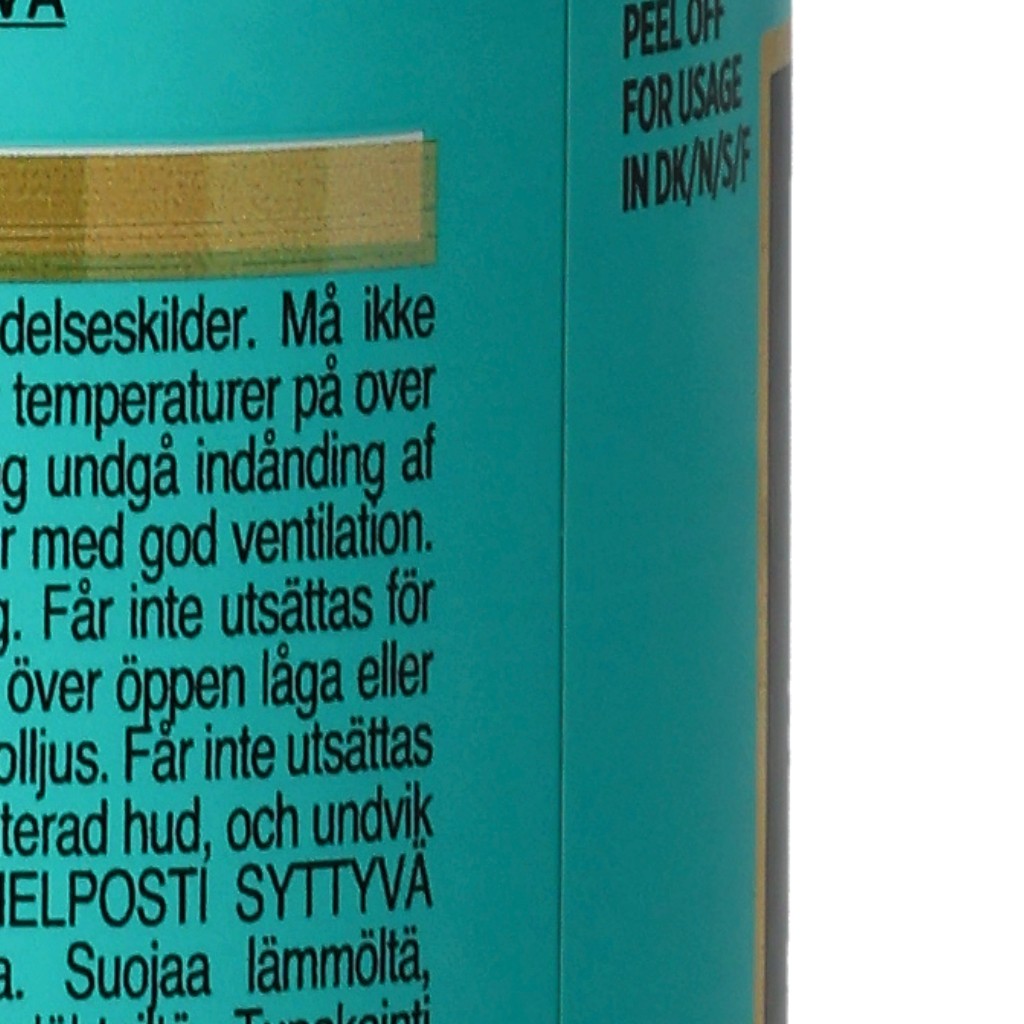 PEEL OFF
FOR USAGE
IN DK/N/S/F
delseskilder. Må ikke
temperaturer på over
g undgå indånding af
r med god ventilation.
g. Får inte utsättas för
över öppen låga eller
olljus. Får inte utsättas
terad hud, och undvik
HELPOSTI SYTTYVÄ
a. Suojaa lämmöltä,